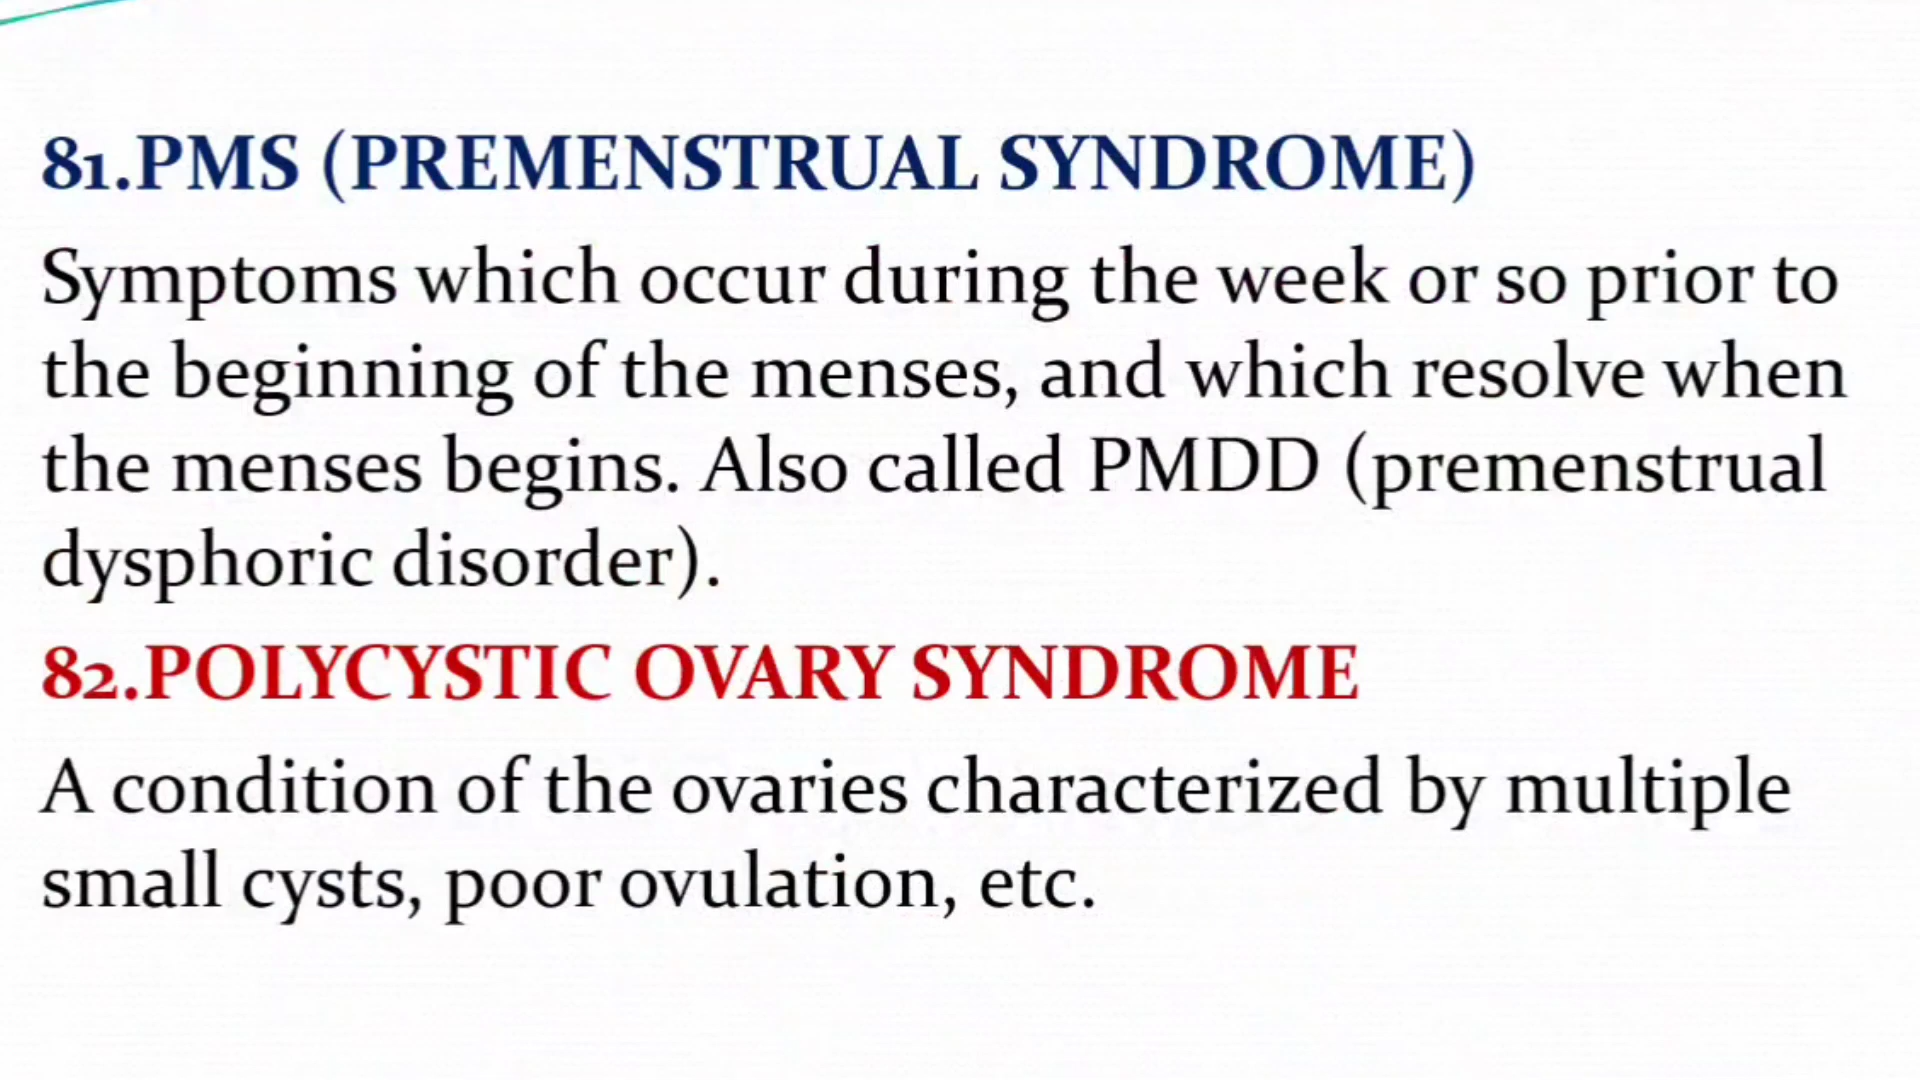 81.PMS (PREMENSTRUAL SYNDROME)
Symptoms which occur during the week or so prior to
the beginning of the menses, and which resolve when
the menses begins. Also called PMDD (premenstrual
dysphoric disorder).
82.POLYCYSTIC OVARY SYNDROME
A condition of the ovaries characterized by multiple
small cysts, poor ovulation, etc.